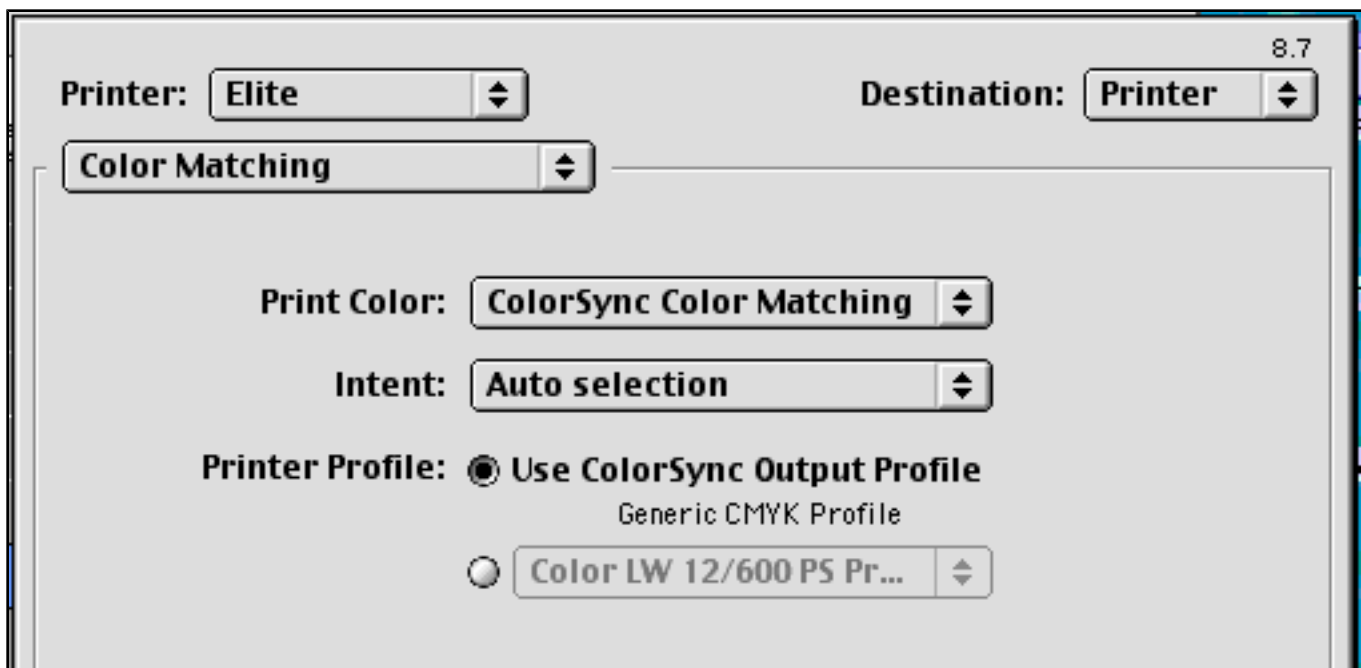 8.7
Printer: Elite Destination: Printer
Color Matching
Print Color: ColorSync Color Matching
Intent: Auto selection
Printer Profile: Use ColorSync Output Profile
Generic CMYK Profile
Color LW 12/600 PS Pr...